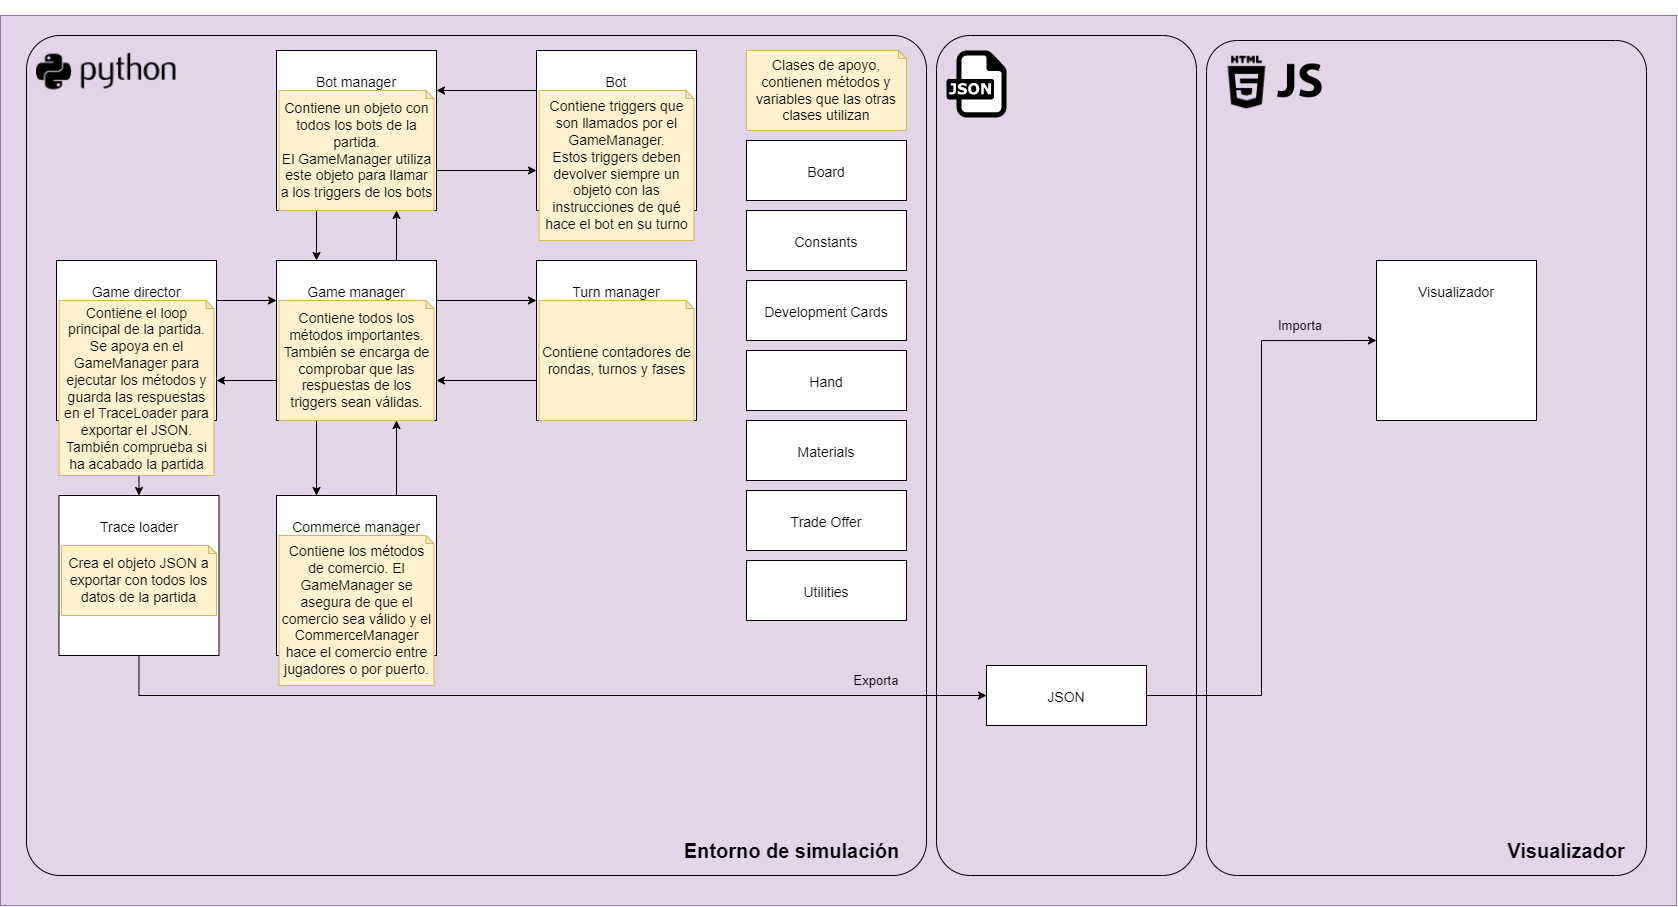 python
Bot manager
Contiene un objeto con
todos los bots de la
partida.
El GameManager utiliza
este objeto para llamar
a los triggers de los bots
Bot
Contiene triggers que
son llamados por el
GameManager.
Estos triggers deben
devolver siempre un
objeto con las
instrucciones de qué
hace el bot en su turno
Clases de apoyo,
contienen métodos y
variables que las otras
clases utilizan
Board
Constants
Development Cards
Hand
Materials
Trade Offer
Utilities
Game director
Contiene el loop
principal de la partida.
Se apoya en el
GameManager para
ejecutar los métodos y
guarda las respuestas
en el TraceLoader para
exportar el JSON.
También comprueba si
ha acabado la partida
Game manager
Contiene todos los
métodos importantes.
También se encarga de
comprobar que las
respuestas de los
triggers sean válidas.
Turn manager
Contiene contadores de
rondas, turnos y fases
Trace loader
Crea el objeto JSON a
exportar con todos los
datos de la partida
Commerce manager
Contiene los métodos
de comercio. El
GameManager se
asegura de que el
comercio sea válido y el
CommerceManager
hace el comercio entre
jugadores o por puerto.
Exporta
Entorno de simulación
JSON
JSON
HTML
5
JS
Importa
Visualizador
Visualizador